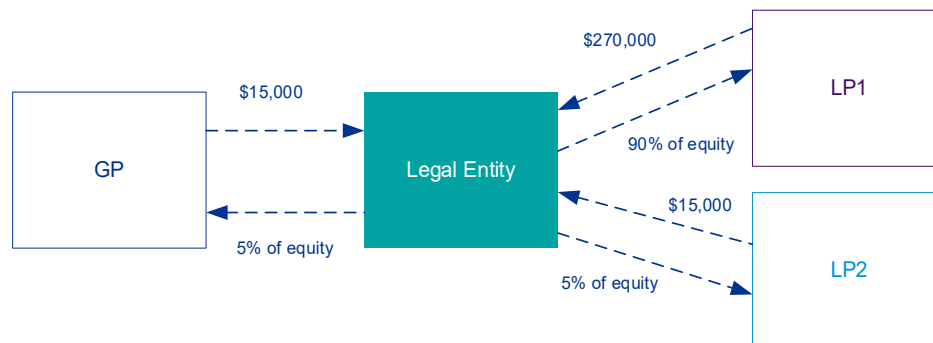 $270,000
LP1
$15,000
GP
Legal Entity
90% of equity
$15,000
5% of equity
LP2
5% of equity